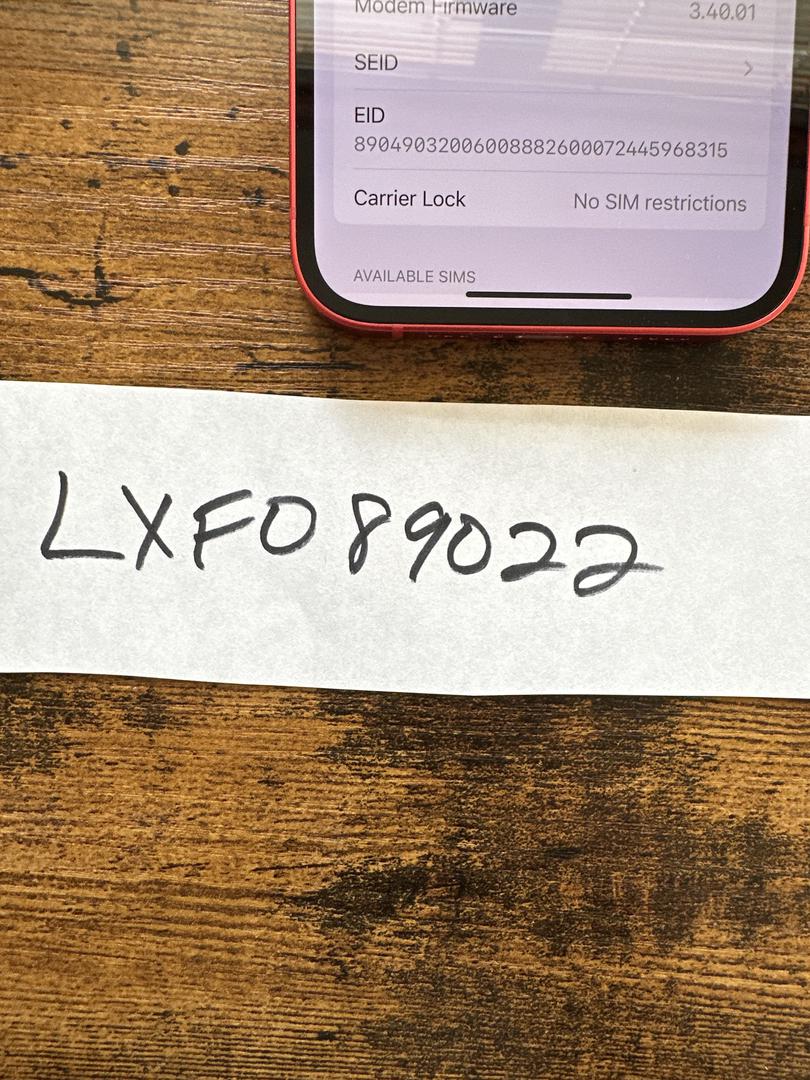 Modem Firmware 3.40.01
SEID
EID
89049032006008882600072445968315
Carrier Lock No SIM restrictions
AVAILABLE SIMS
LXF089022